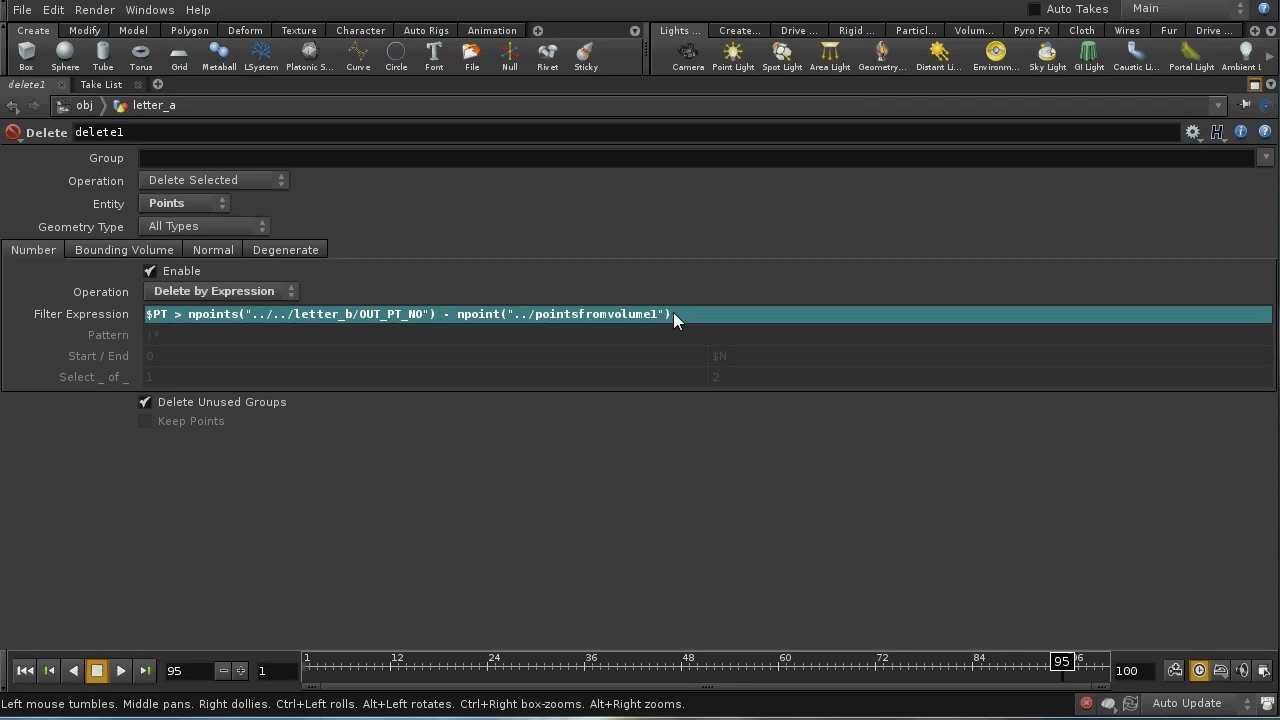 File Edit Render Windows Help
Auto Takes Main
Create Modify Model Polygon Deform Texture Character Auto Rigs Animation
Lights ... Create... Drive ... Rigid ... Particl... Volum... Pyro FX Cloth Wires Fur Drive ...
Box Sphere Tube Torus Grid Metaball LSystem Platonic S... Curve Circle Font File Null Rivet Sticky
Camera Point Light Spot Light Area Light Geometry... Distant Li... Environm... Sky Light GI Light Caustic Li... Portal Light Ambient L
delete1 Take List
obj letter_a
Delete delete1
Group
Operation Delete Selected
Entity Points
Geometry Type All Types
Number Bounding Volume Normal Degenerate
Enable
Operation Delete by Expression
Filter Expression $PT > npoints("../../letter_b/OUT_PT_NO") - npoint("../pointsfromvolume1")
Pattern !*
Start / End 0 $N
Select _ of _ 1 2
Delete Unused Groups
Keep Points
95 1 1 12 24 36 48 60 72 84 95 96 100
Left mouse tumbles. Middle pans. Right dollies. Ctrl+Left rolls. Alt+Left rotates. Ctrl+Right box-zooms. Alt+Right zooms.
Auto Update